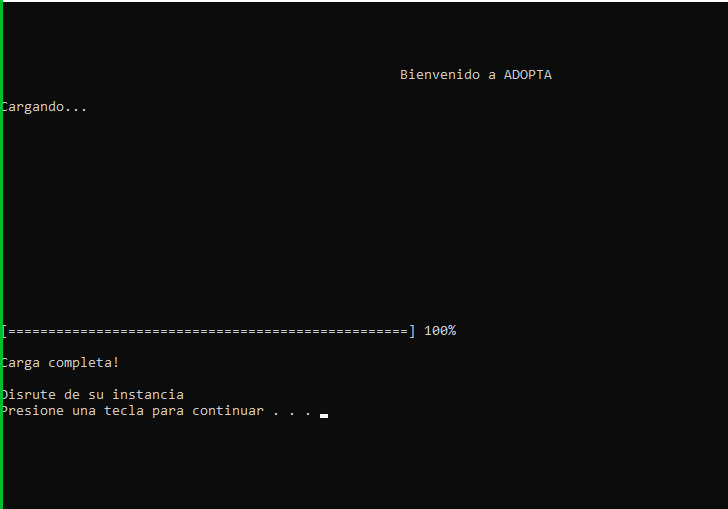 Bienvenido a ADOPTA
Cargando...
[==================================================] 100%
Carga completa!
Disrute de su instancia
Presione una tecla para continuar . . .